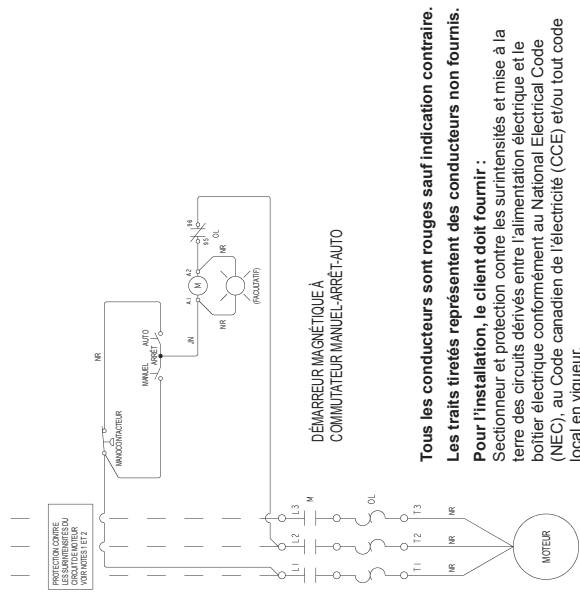 PROTECTION CONTRE
LES SURINTENSITÉS DU
CIRCUIT DE MOTEUR
VOIR NOTES 1 ET 2
NR
MANOCONTACTEUR
MANUEL
ARRÊT
AUTO
JN
A1
M
A2
95
96
OL
NR
NR
(FACULTATIF)
L1
L2
L3
M
OL
T1
T2
T3
NR
NR
NR
MOTEUR
DÉMARREUR MAGNÉTIQUE À
COMMUTATEUR MANUEL-ARRÊT-AUTO
Tous les conducteurs sont rouges sauf indication contraire.
Les traits tiretés représentent des conducteurs non fournis.
Pour l'installation, le client doit fournir :
Sectionneur et protection contre les surintensités et mise à la
terre des circuits dérivés entre l'alimentation électrique et le
boîtier électrique conformément au National Electrical Code
(NEC), au Code canadien de l'électricité (CCE) et/ou tout code
local en vigueur.